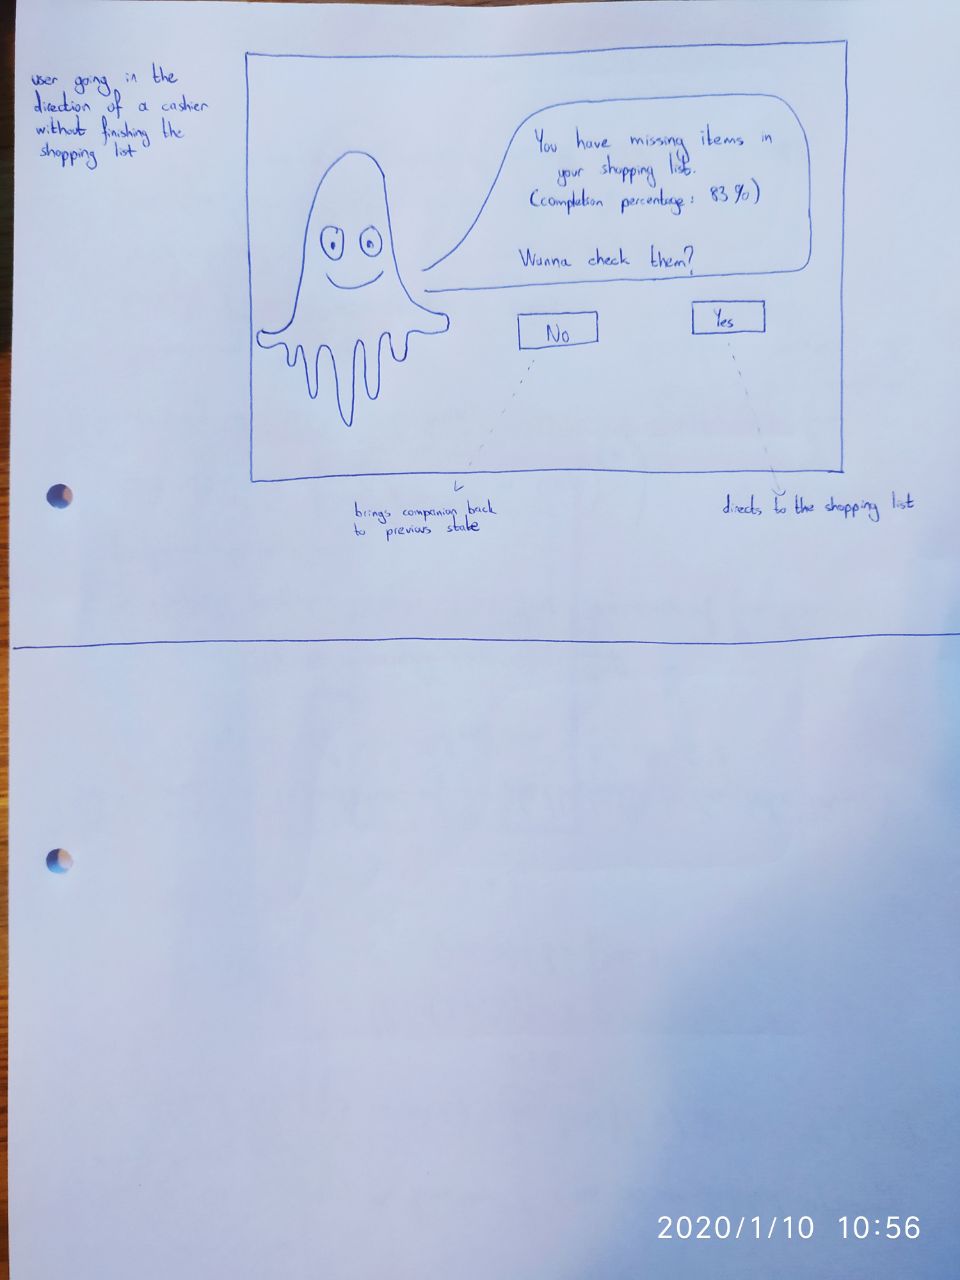 user going in the
direction of a cashier
without finishing the
shopping list
You have missing items in
your shopping list.
(completion percentage: 83%)
Wanna check them?
No
Yes
brings companion back
to previous state
directs to the shopping list
2020/1/10 10:56